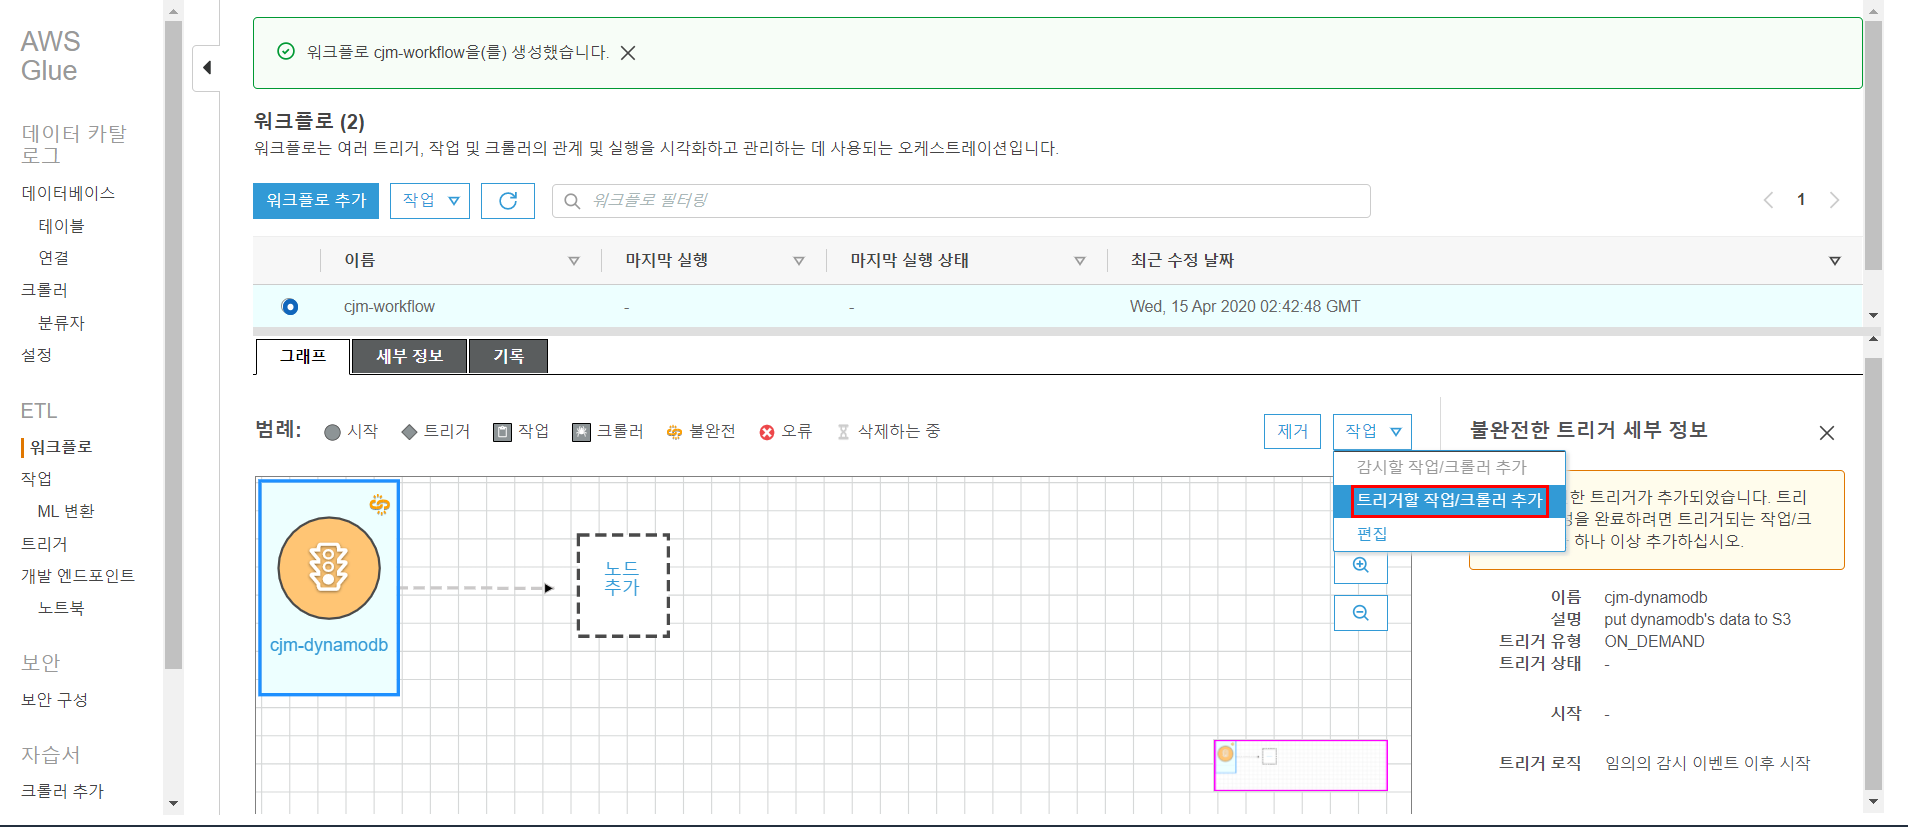 AWS
Glue
데이터 카탈
로그
데이터베이스
테이블
연결
크롤러
분류자
설정
ETL
워크플로
작업
ML 변환
트리거
개발 엔드포인트
노트북
보안
보안 구성
자습서
크롤러 추가
워크플로 cjm-workflow을(를) 생성했습니다.
워크플로 (2)
워크플로는 여러 트리거, 작업 및 크롤러의 관계 및 실행을 시각화하고 관리하는 데 사용되는 오케스트레이션입니다.
워크플로 추가 작업 워크플로 필터링 1
이름 마지막 실행 마지막 실행 상태 최근 수정 날짜
cjm-workflow - - Wed, 15 Apr 2020 02:42:48 GMT
그래프 세부 정보 기록
범례: 시작 트리거 작업 크롤러 불완전 오류 삭제하는 중
제거 작업
감시할 작업/크롤러 추가
트리거할 작업/크롤러 추가
편집
cjm-dynamodb
노드
추가
불완전한 트리거 세부 정보
한 트리거가 추가되었습니다. 트리
을 완료하려면 트리거되는 작업/크
하나 이상 추가하십시오.
이름 cjm-dynamodb
설명 put dynamodb's data to S3
트리거 유형 ON_DEMAND
트리거 상태 -
시작 -
트리거 로직 임의의 감시 이벤트 이후 시작